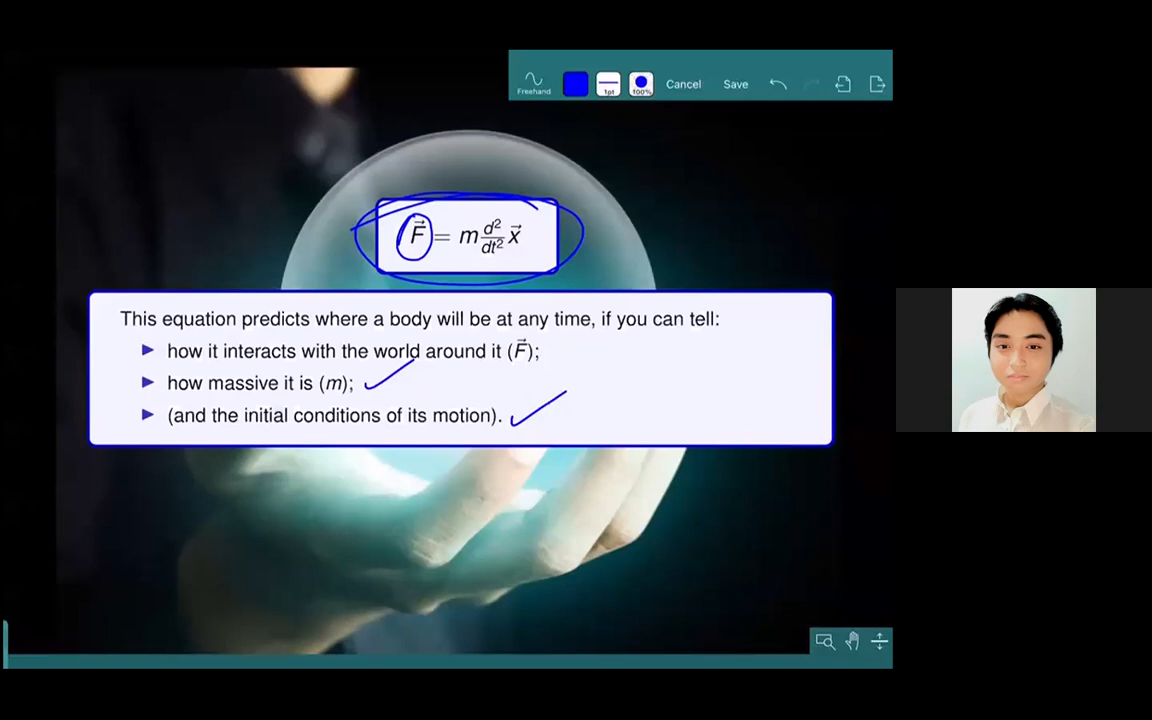 Freehand
1pt
100%
Cancel
Save
F⃗ = m d²/dt² x⃗
This equation predicts where a body will be at any time, if you can tell:
▶ how it interacts with the world around it (F⃗);
▶ how massive it is (m);
▶ (and the initial conditions of its motion).